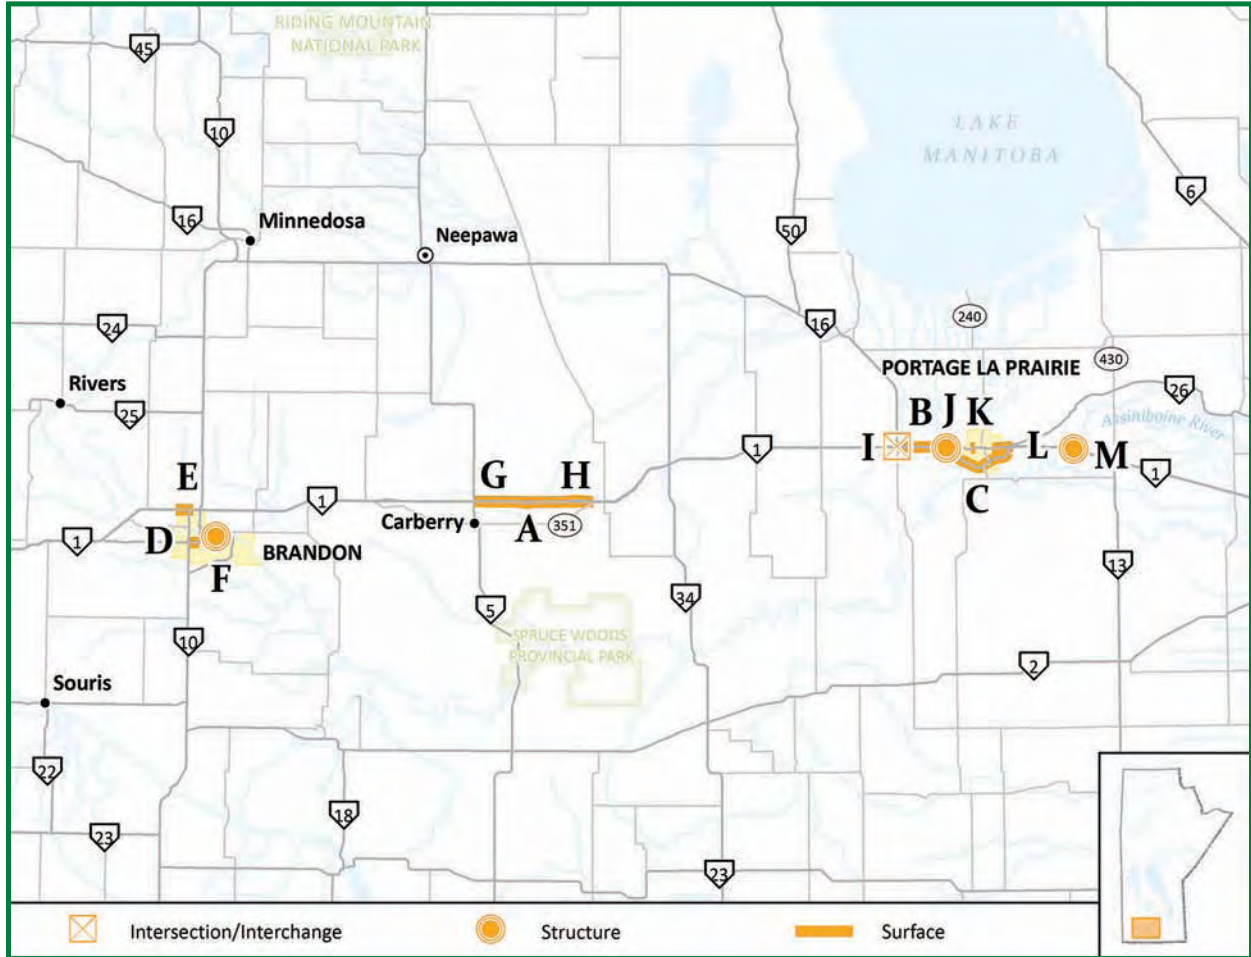 RIDING MOUNTAIN
NATIONAL PARK
45
10
LAKE
MANITOBA
6
16
Minnedosa
Neepawa
50
24
16
240
430
Rivers
25
PORTAGE LA PRAIRIE
26
Assiniboine River
B J K
I
L
M
1
1
C
E
G
H
1
Carberry
A
351
D
1
BRANDON
F
13
34
5
10
SPRUCE WOODS
PROVINCIAL PARK
2
Souris
22
18
23
23
Intersection/Interchange
Structure
Surface